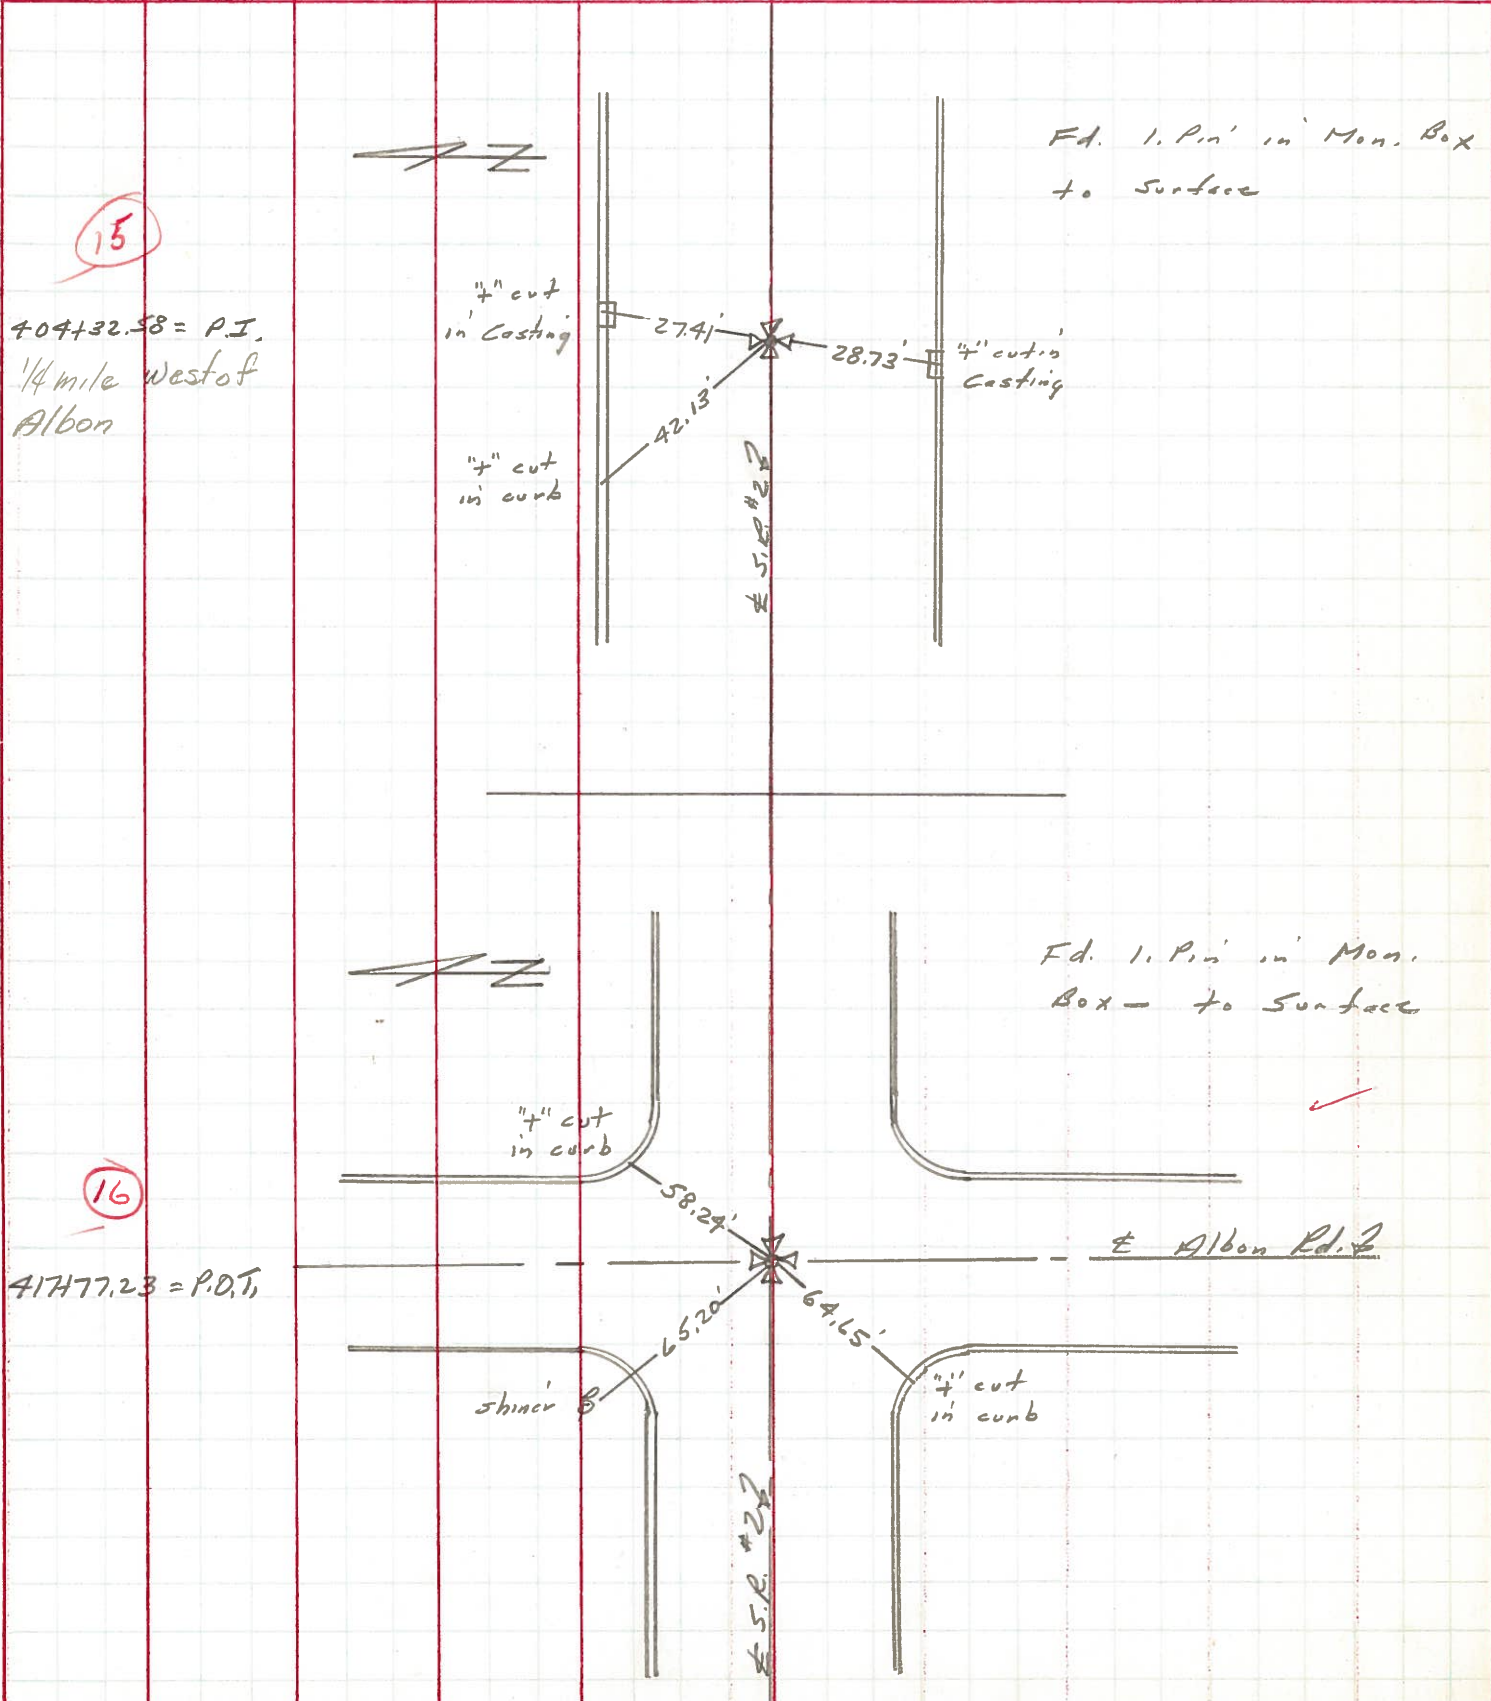 Fd. I. Pin in Mon. Box
to Surface
15
"+" cut
in Casting
27.41'
28.73'
"+" cut in
Casting
404+32.58 = P.I.
1/4 mile West of
Albon
42.13'
"+" cut
in curb
℄ S.R. #2
Fd. I. Pin in Mon.
Box - to Surface
"+" cut
in curb
16
58.24'
℄ Albon Rd.
417+77.23 = P.O.T.
65.20'
64.65'
shiner
"+" cut
in curb
℄ S.R. #2